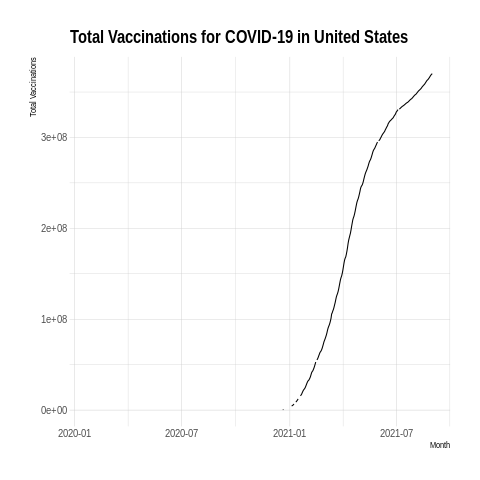 Total Vaccinations for COVID-19 in United States
Total Vaccinations
3e+08
2e+08
1e+08
0e+00
2020-01 2020-07 2021-01 2021-07
Month